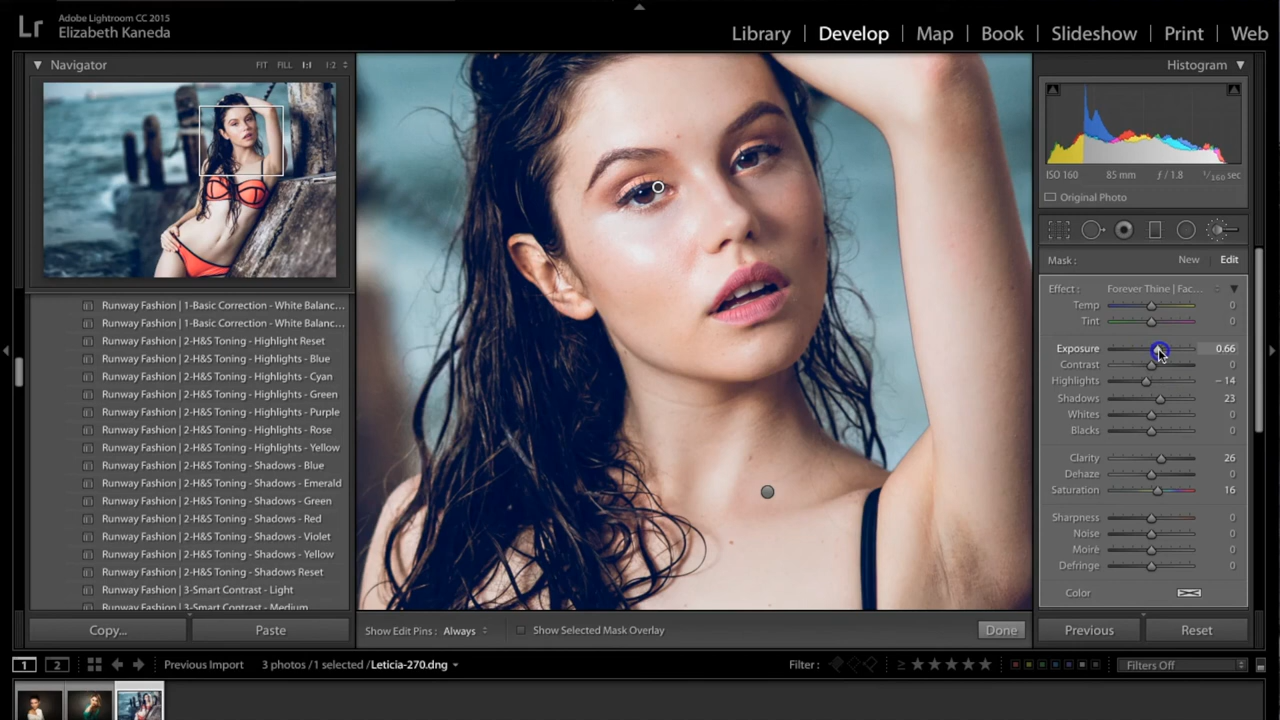 Lr
Adobe Lightroom CC 2015
Elizabeth Kaneda
Library | Develop | Map | Book | Slideshow | Print | Web
Navigator FIT FILL 1:1 1:2
Runway Fashion | 1-Basic Correction - White Balanc...
Runway Fashion | 1-Basic Correction - White Balanc...
Runway Fashion | 2-H&S Toning - Highlight Reset
Runway Fashion | 2-H&S Toning - Highlights - Blue
Runway Fashion | 2-H&S Toning - Highlights - Cyan
Runway Fashion | 2-H&S Toning - Highlights - Green
Runway Fashion | 2-H&S Toning - Highlights - Purple
Runway Fashion | 2-H&S Toning - Highlights - Rose
Runway Fashion | 2-H&S Toning - Highlights - Yellow
Runway Fashion | 2-H&S Toning - Shadows - Blue
Runway Fashion | 2-H&S Toning - Shadows - Emerald
Runway Fashion | 2-H&S Toning - Shadows - Green
Runway Fashion | 2-H&S Toning - Shadows - Red
Runway Fashion | 2-H&S Toning - Shadows - Violet
Runway Fashion | 2-H&S Toning - Shadows - Yellow
Runway Fashion | 2-H&S Toning - Shadows Reset
Runway Fashion | 3-Smart Contrast - Light
Runway Fashion | 3-Smart Contrast - Medium
Copy... Paste
Show Edit Pins : Always Show Selected Mask Overlay Done
Histogram
ISO 160 85 mm ƒ / 1.8 1/160 sec
Original Photo
Mask : New Edit
Effect : Forever Thine | Fac...
Temp 0
Tint 0
Exposure 0.66
Contrast 0
Highlights – 14
Shadows 23
Whites 0
Blacks 0
Clarity 26
Dehaze 0
Saturation 16
Sharpness 0
Noise 0
Moiré 0
Defringe 0
Color
Previous Reset
1 2 Previous Import 3 photos / 1 selected / Leticia-270.dng Filter : ≥ ★★★★★ Filters Off